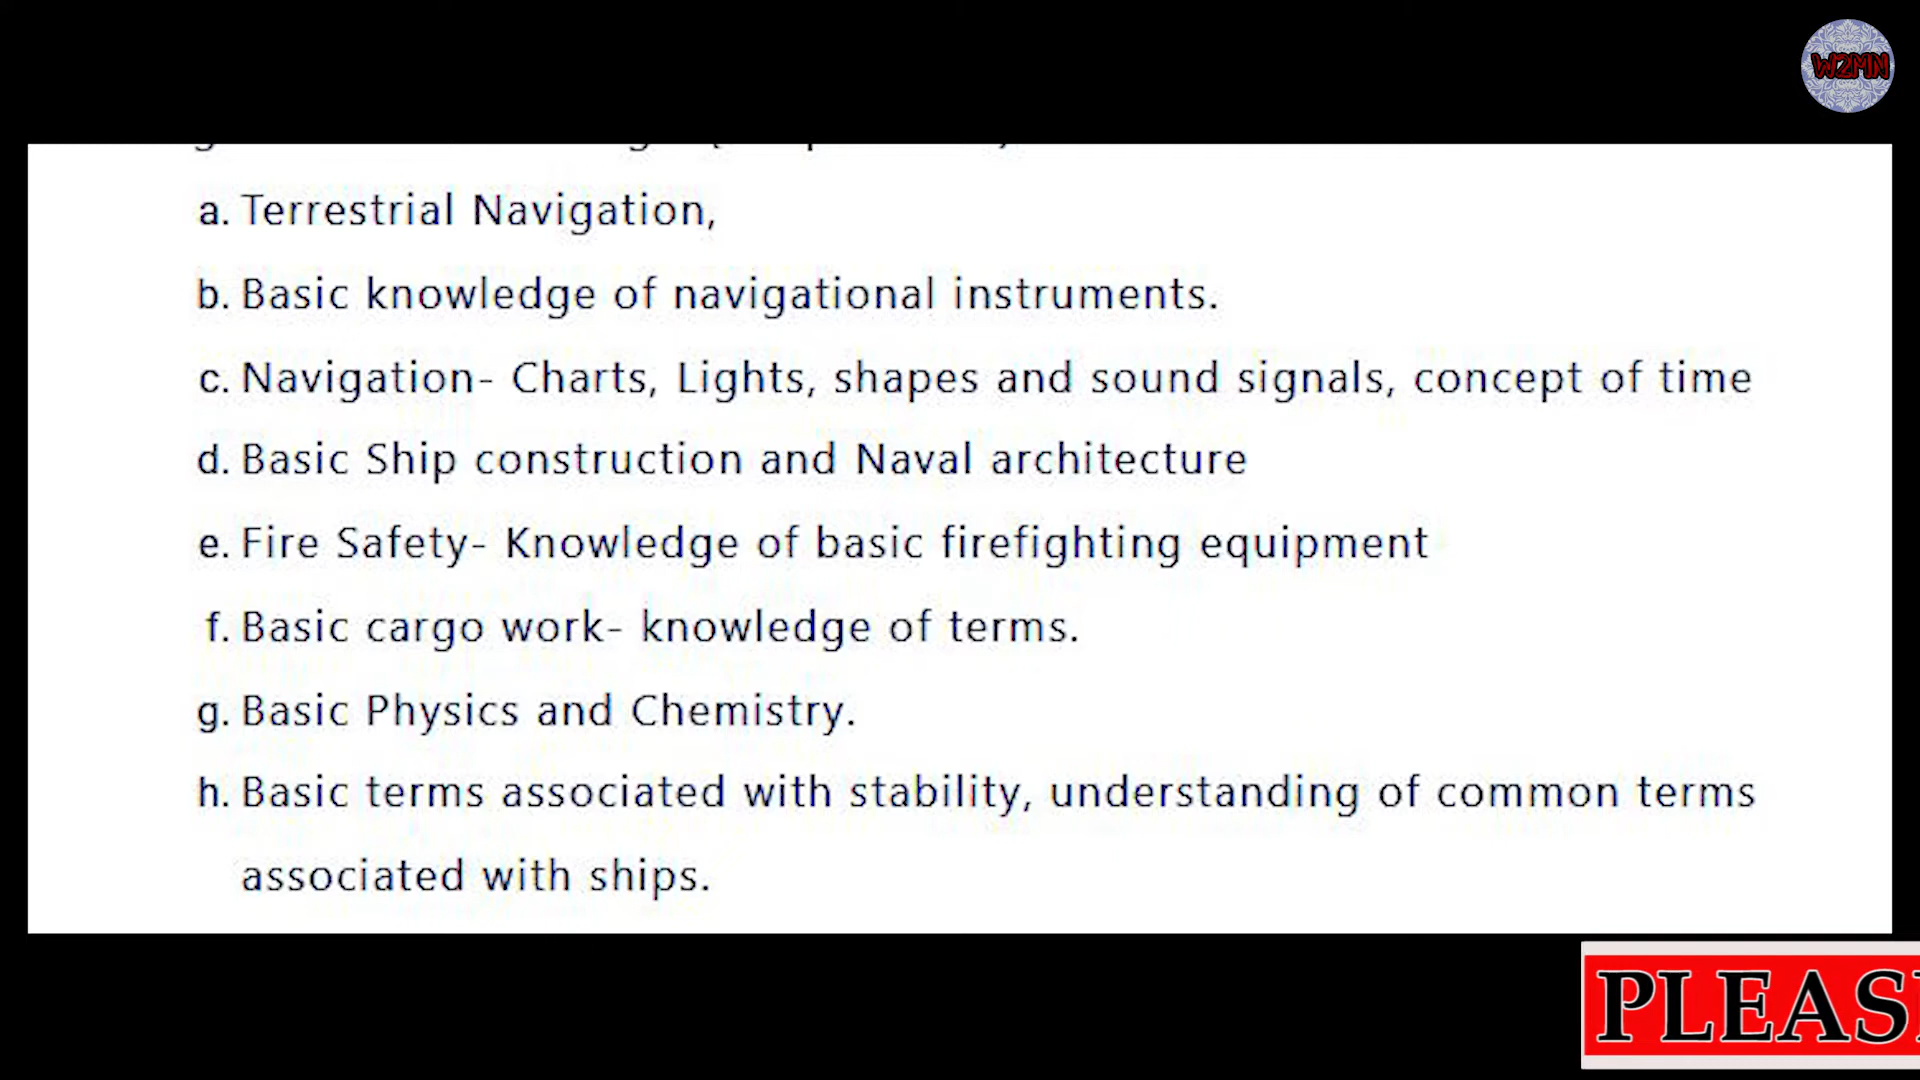 W2MN
a. Terrestrial Navigation,
b. Basic knowledge of navigational instruments.
c. Navigation- Charts, Lights, shapes and sound signals, concept of time
d. Basic Ship construction and Naval architecture
e. Fire Safety- Knowledge of basic firefighting equipment
f. Basic cargo work- knowledge of terms.
g. Basic Physics and Chemistry.
h. Basic terms associated with stability, understanding of common terms
associated with ships.